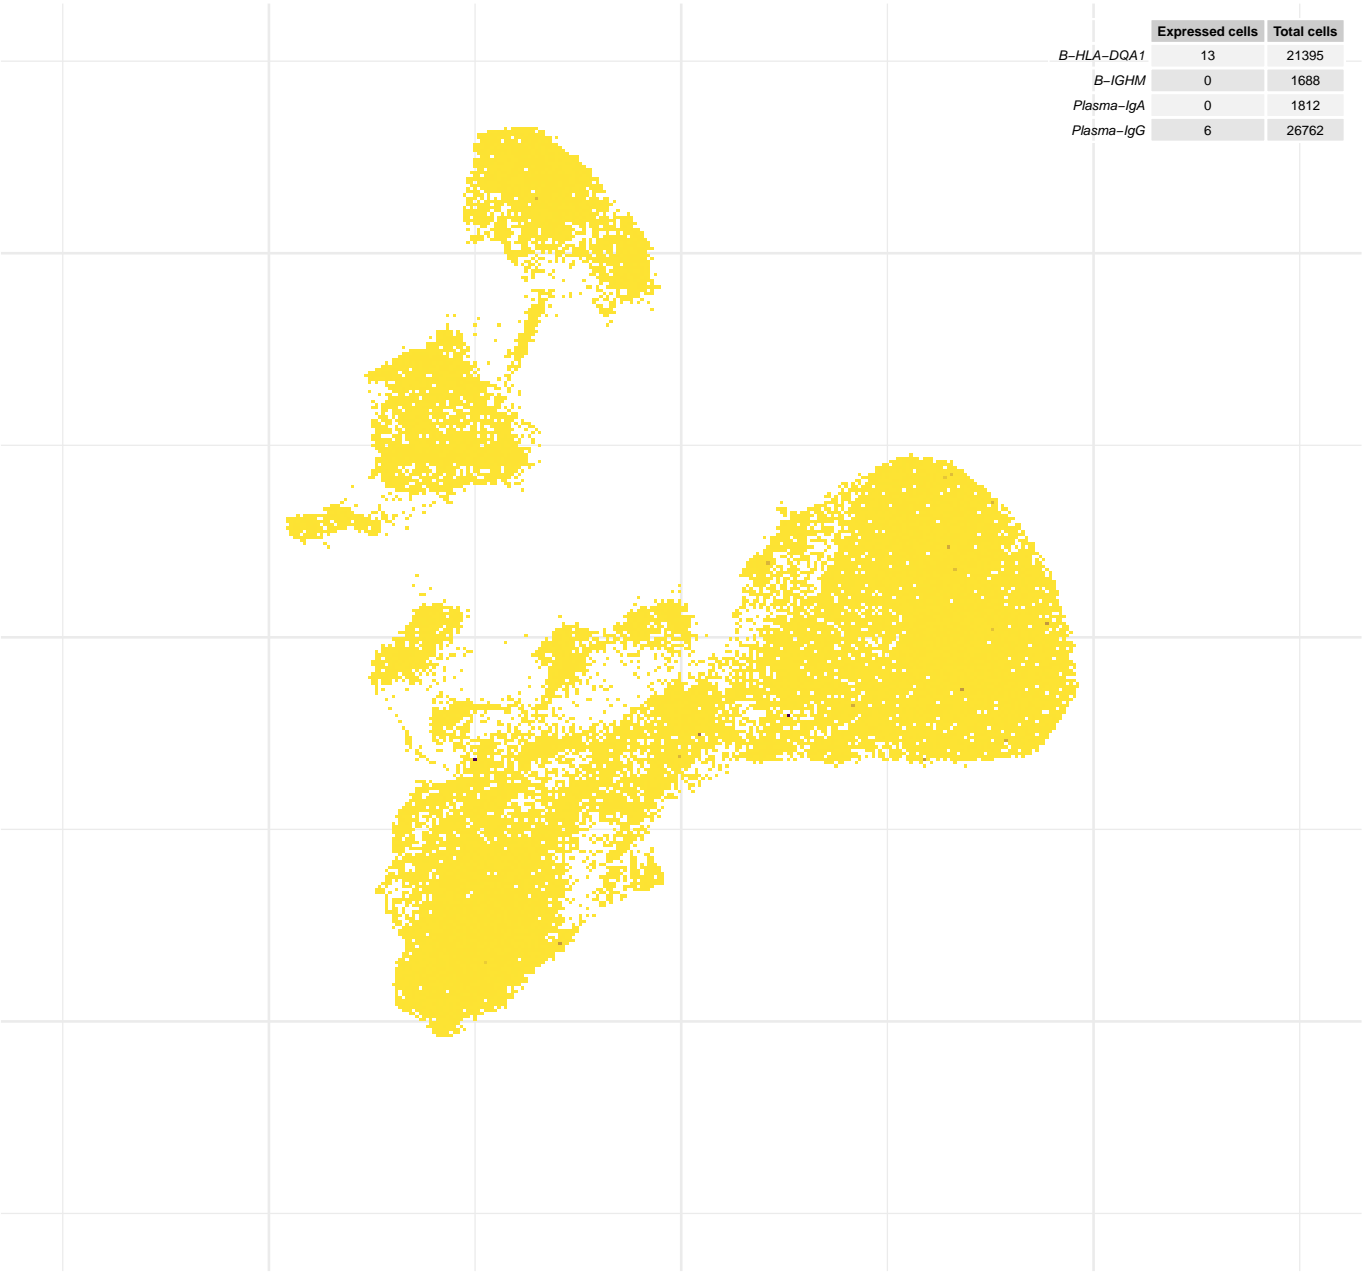 Expressed cells Total cells
B−HLA−DQA1 13 21395
B−IGHM 0 1688
Plasma−IgA 0 1812
Plasma−IgG 6 26762